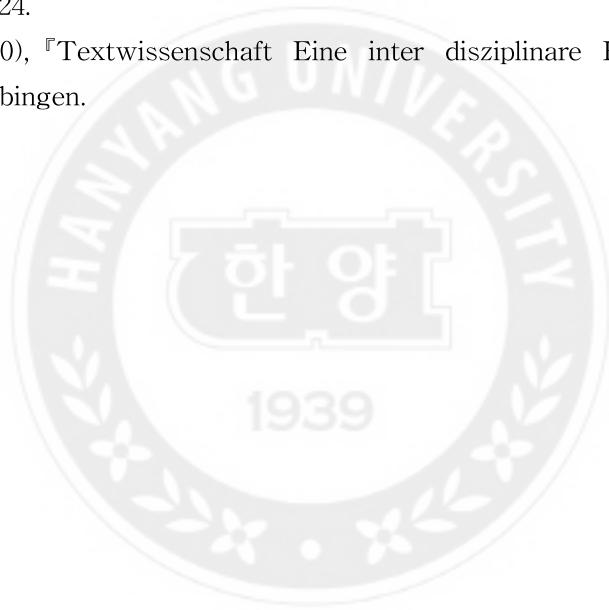 24.
0), 『Textwissenschaft Eine inter disziplinare
bingen.
HANYANG UNIVERSITY
한양
1939